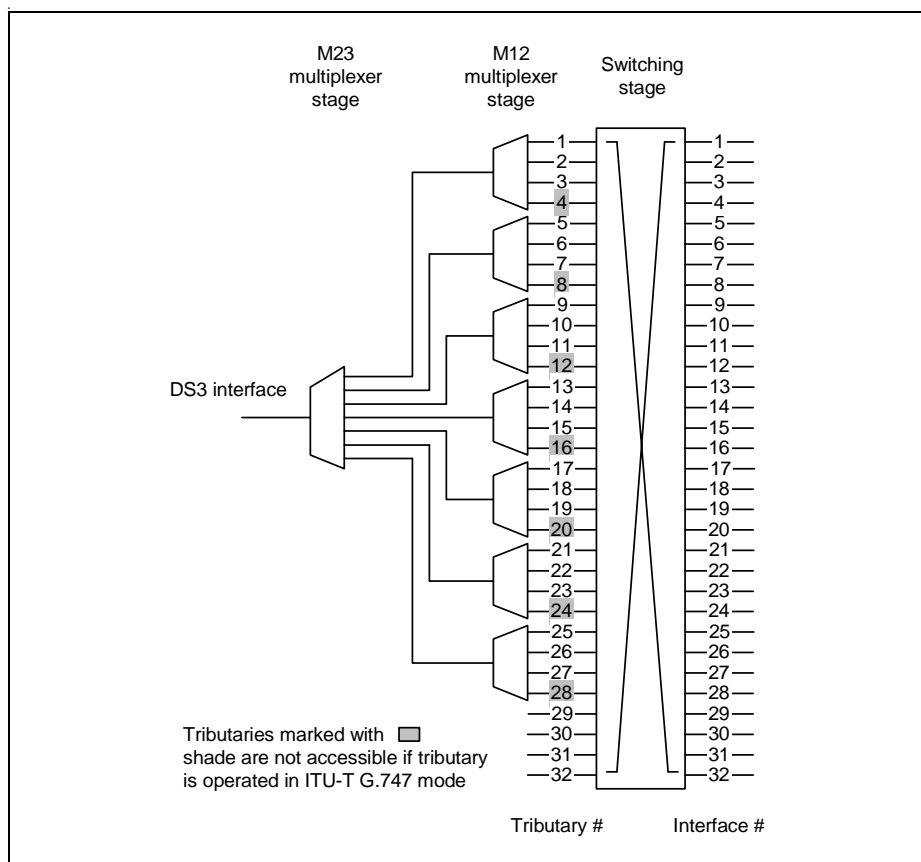 M23
multiplexer
stage
M12
multiplexer
stage
Switching
stage
DS3 interface
1 1
2 2
3 3
4 4
5 5
6 6
7 7
8 8
9 9
10 10
11 11
12 12
13 13
14 14
15 15
16 16
17 17
18 18
19 19
20 20
21 21
22 22
23 23
24 24
25 25
26 26
27 27
28 28
29 29
30 30
31 31
32 32
Tributaries marked with
shade are not accessible if tributary
is operated in ITU-T G.747 mode
Tributary # Interface #